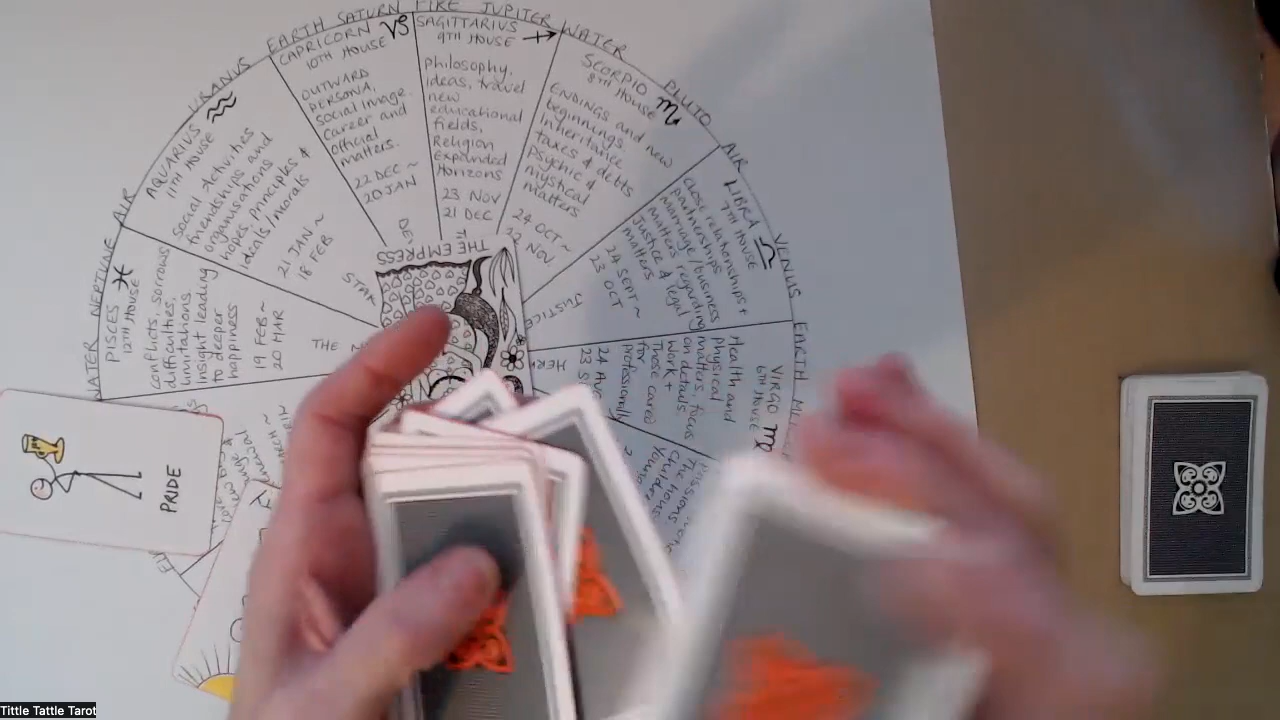 EARTH SATURN
CAPRICORN
10TH HOUSE
OUTWARD
PERSONA,
social image.
career and
official
matters.
22 DEC ~
20 JAN
FIRE JUPITER
SAGITTARIUS
9TH HOUSE
Philosophy,
ideas, travel
new
educational
fields,
Religion
expanded
Horizons
23 Nov
21 DEC
WATER PLUTO
SCORPIO
8TH HOUSE
ENDINGS and new
beginnings.
inheritance
taxes & debts
Psychic &
mystical
matters
24 OCT ~
NOV
AIR VENUS
LIBRA
7TH HOUSE
close relationships +
partnerships
marriage/business
matters regarding
Justice & legal
matters
24 SEPT ~
23 OCT
JUSTICE
EARTH
VIRGO
6TH HOUSE
Health and
physical
matters, focus
on details.
Work +
Those cared
for
professionally
24 AUG
URANUS
AQUARIUS
11TH HOUSE
social activities
friendships and
organisations
hopes, principles &
ideals/morals
21 JAN ~
18 FEB
STAR
AIR
WATER NEPTUNE
PISCES
12TH HOUSE
conflicts, sorrows
difficulties,
limitations
insight leading
to deeper
happiness
19 FEB ~
20 MAR
THE
THE EMPRESS
PRIDE
Tittle Tattle Tarot